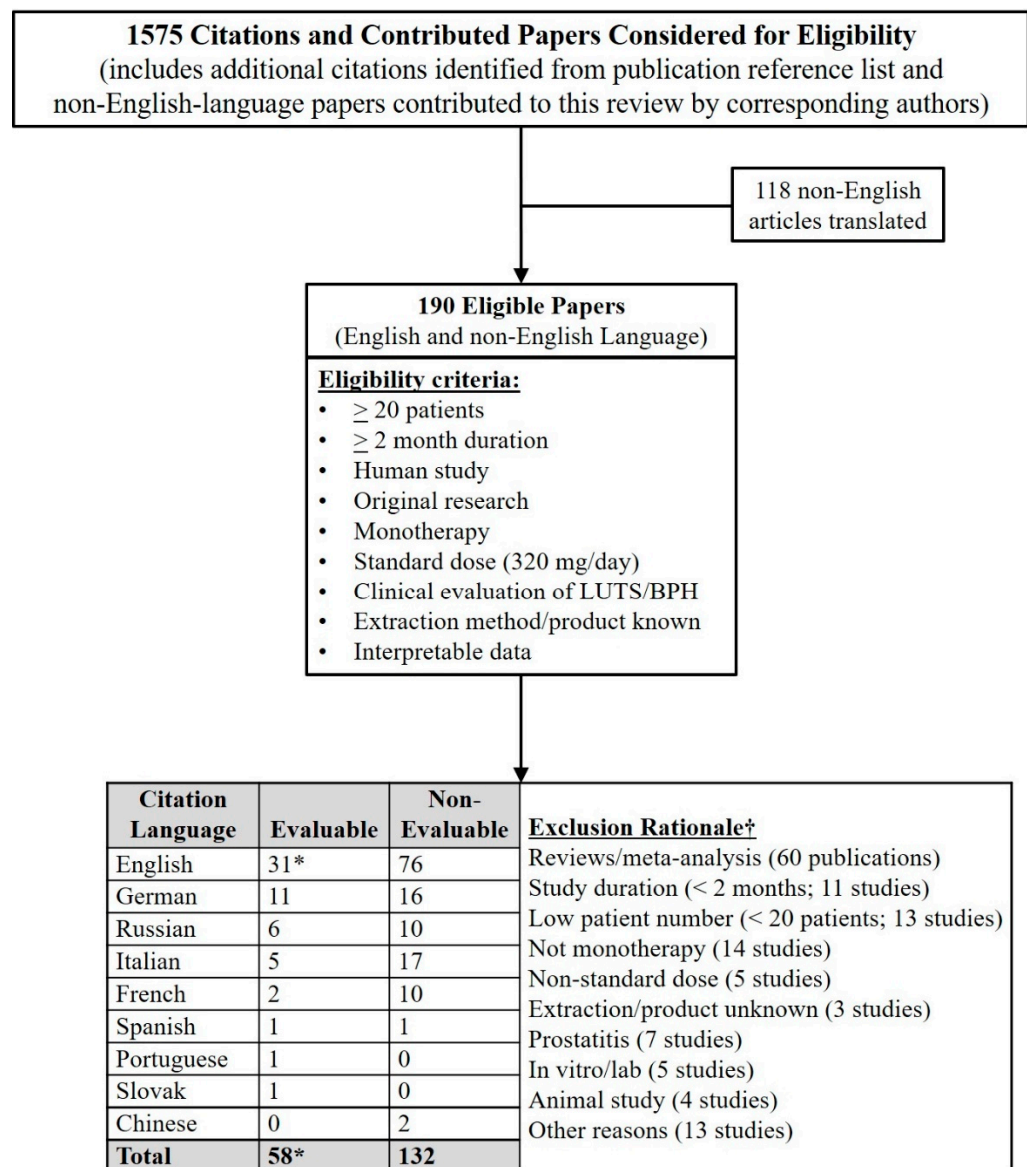 1575 Citations and Contributed Papers Considered for Eligibility
(includes additional citations identified from publication reference list and
non-English-language papers contributed to this review by corresponding authors)
118 non-English
articles translated
190 Eligible Papers
(English and non-English Language)
Eligibility criteria:
• ≥ 20 patients
• ≥ 2 month duration
• Human study
• Original research
• Monotherapy
• Standard dose (320 mg/day)
• Clinical evaluation of LUTS/BPH
• Extraction method/product known
• Interpretable data
Citation Language Evaluable Non-Evaluable
English 31* 76
German 11 16
Russian 6 10
Italian 5 17
French 2 10
Spanish 1 1
Portuguese 1 0
Slovak 1 0
Chinese 0 2
Total 58* 132
Exclusion Rationale†
Reviews/meta-analysis (60 publications)
Study duration (< 2 months; 11 studies)
Low patient number (< 20 patients; 13 studies)
Not monotherapy (14 studies)
Non-standard dose (5 studies)
Extraction/product unknown (3 studies)
Prostatitis (7 studies)
In vitro/lab (5 studies)
Animal study (4 studies)
Other reasons (13 studies)